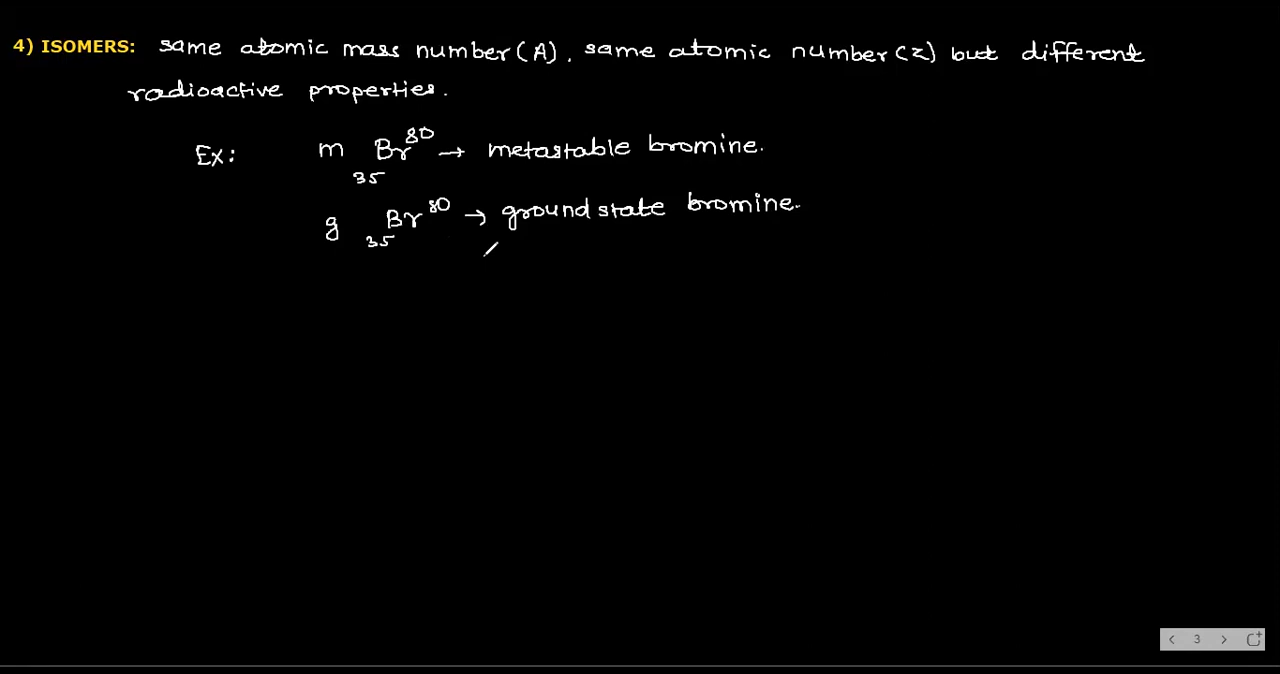 4) ISOMERS: same atomic mass number (A), same atomic number (Z) but different
radioactive properties.
Ex: m 35Br80 → metastable bromine.
g 35Br80 → ground state bromine.
3